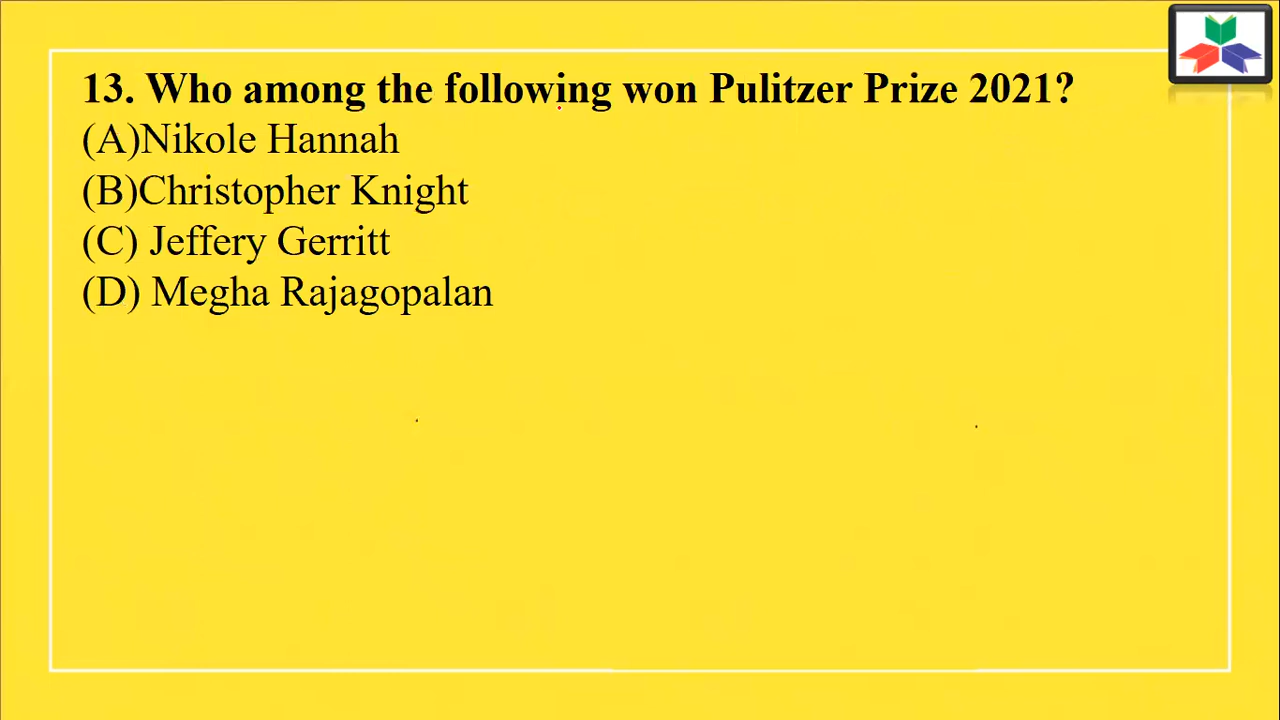 13. Who among the following won Pulitzer Prize 2021?
(A)Nikole Hannah
(B)Christopher Knight
(C) Jeffery Gerritt
(D) Megha Rajagopalan